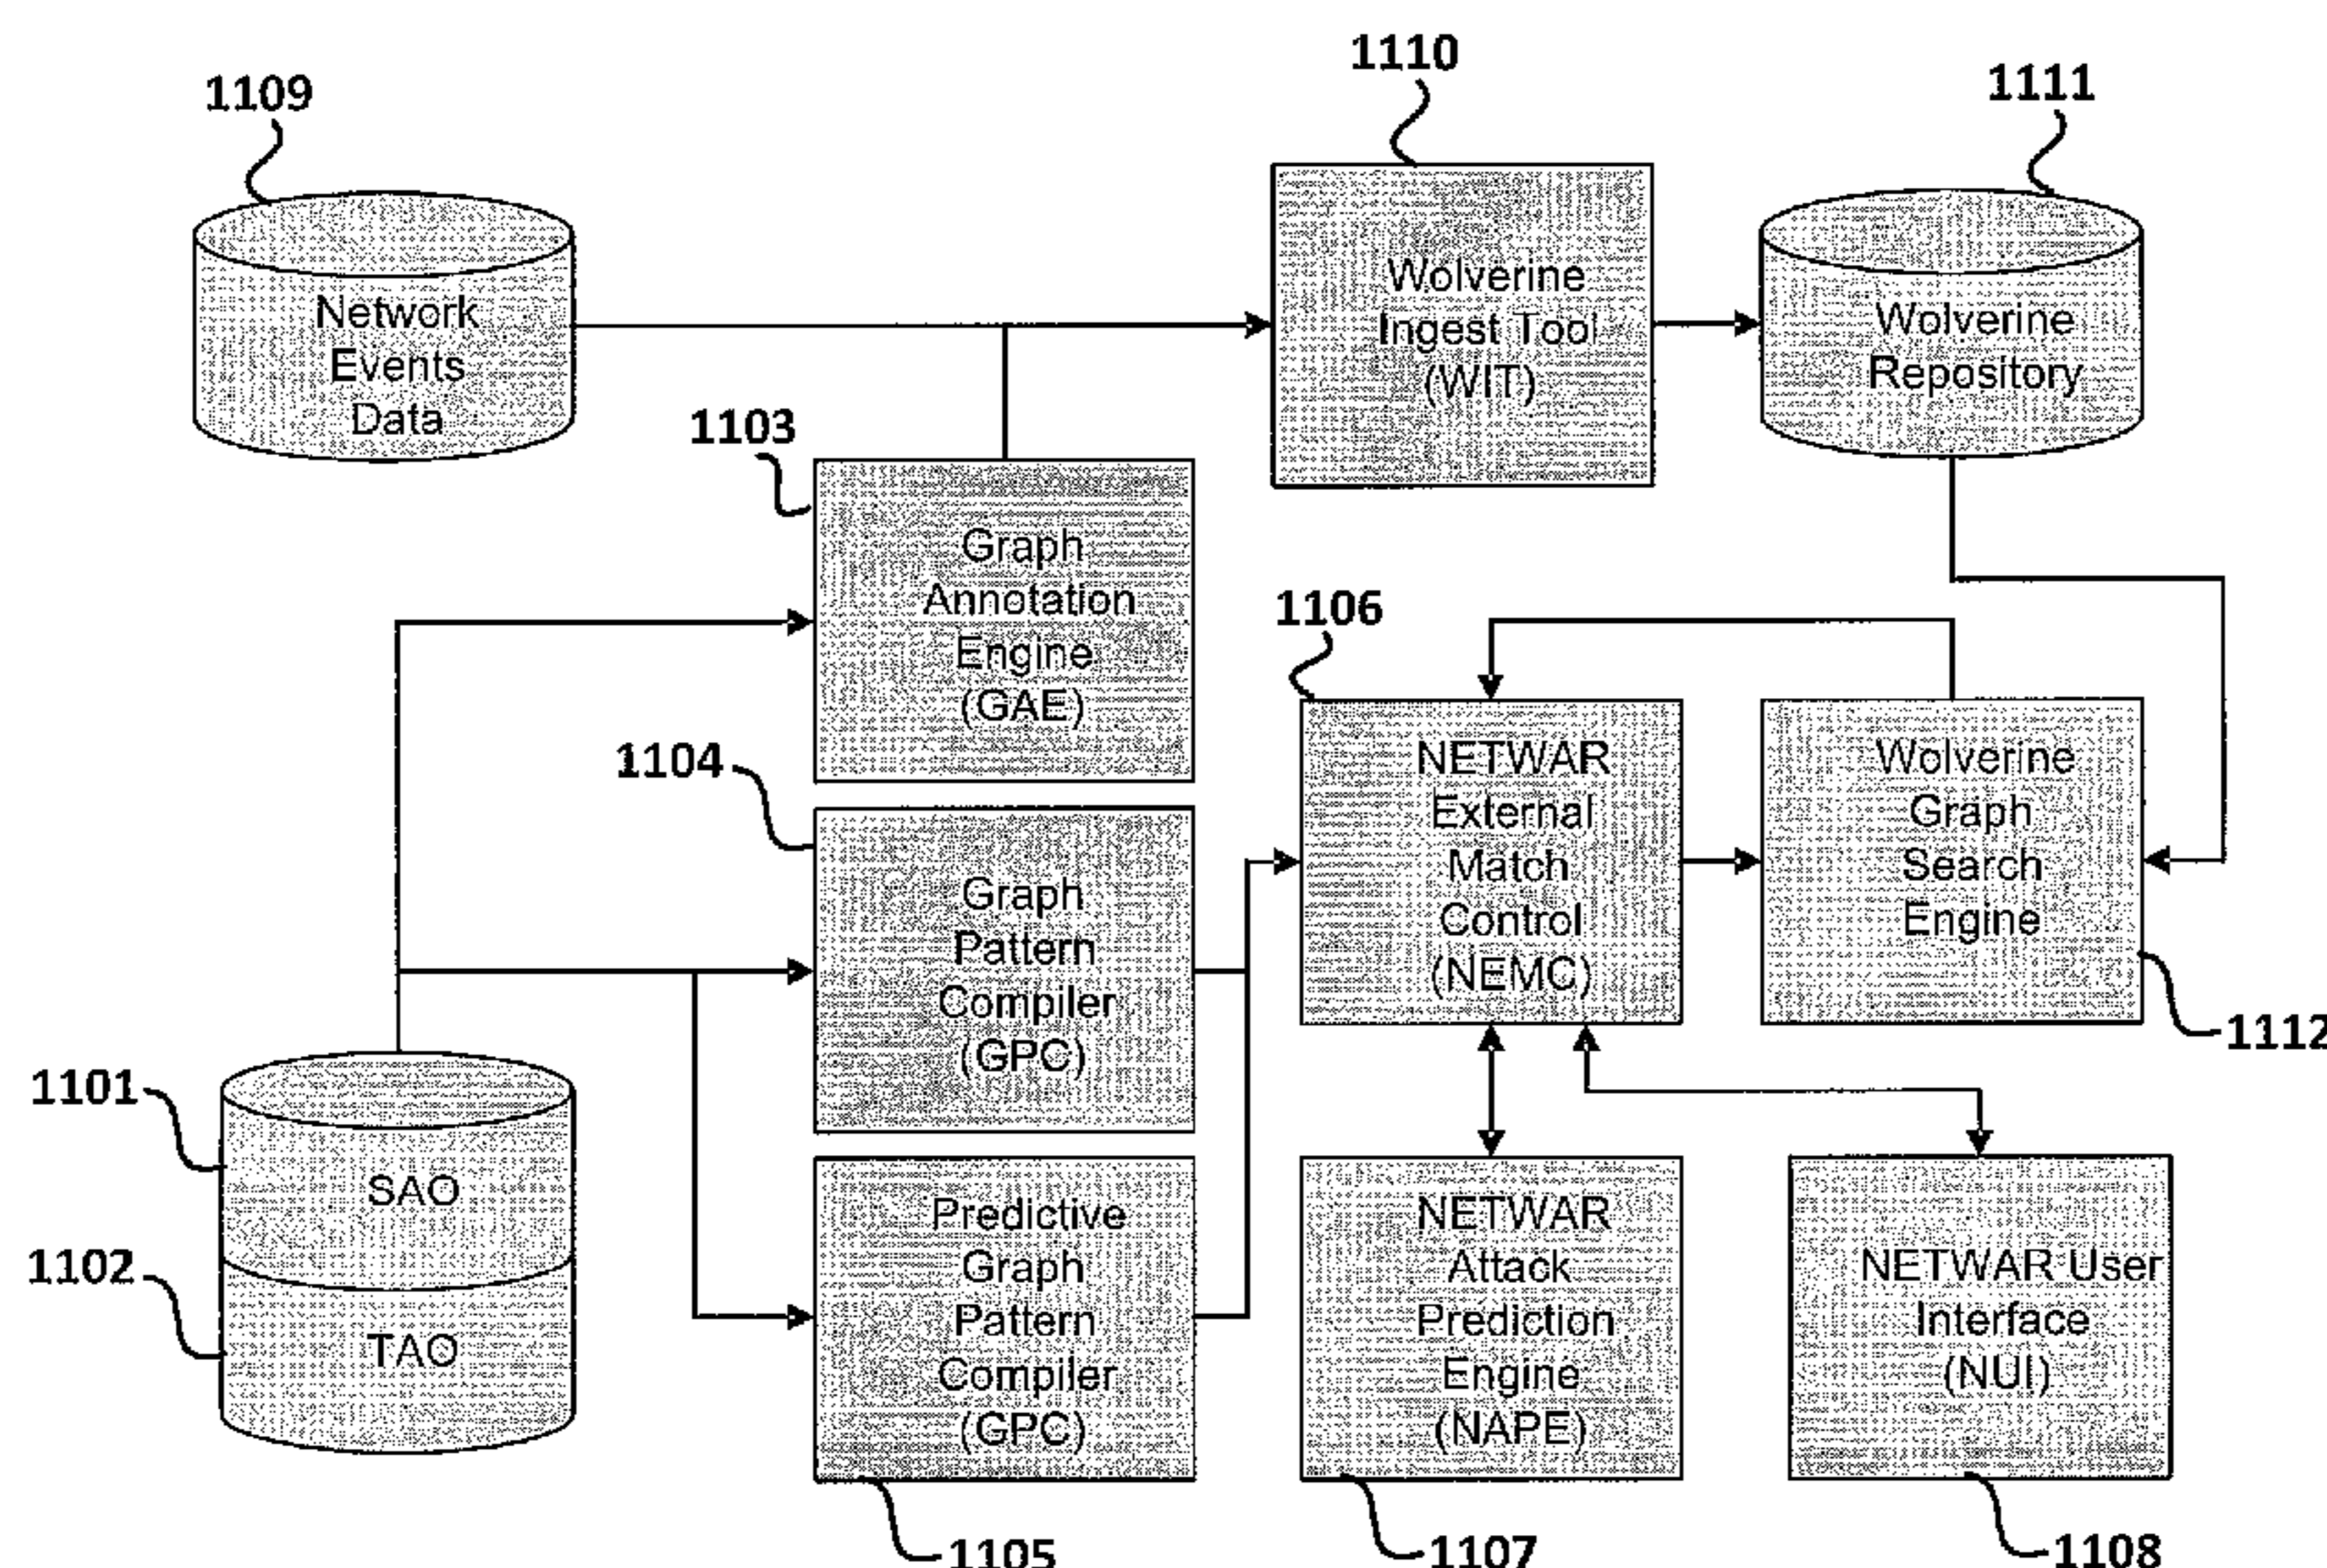 1110
1109
1111
Network
Events
Data
Wolverine
Ingest Tool
(WIT)
Wolverine
Repository
1103
Graph
Annotation
Engine
(GAE)
1106
1104
Graph
Pattern
Compiler
(GPC)
NETWAR
External
Match
Control
(NEMC)
Wolverine
Graph
Search
Engine
1112
1101
SAO
1102
TAO
Predictive
Graph
Pattern
Compiler
(GPC)
NETWAR
Attack
Prediction
Engine
(NAPE)
NETWAR User
Interface
(NUI)
1105
1107
1108